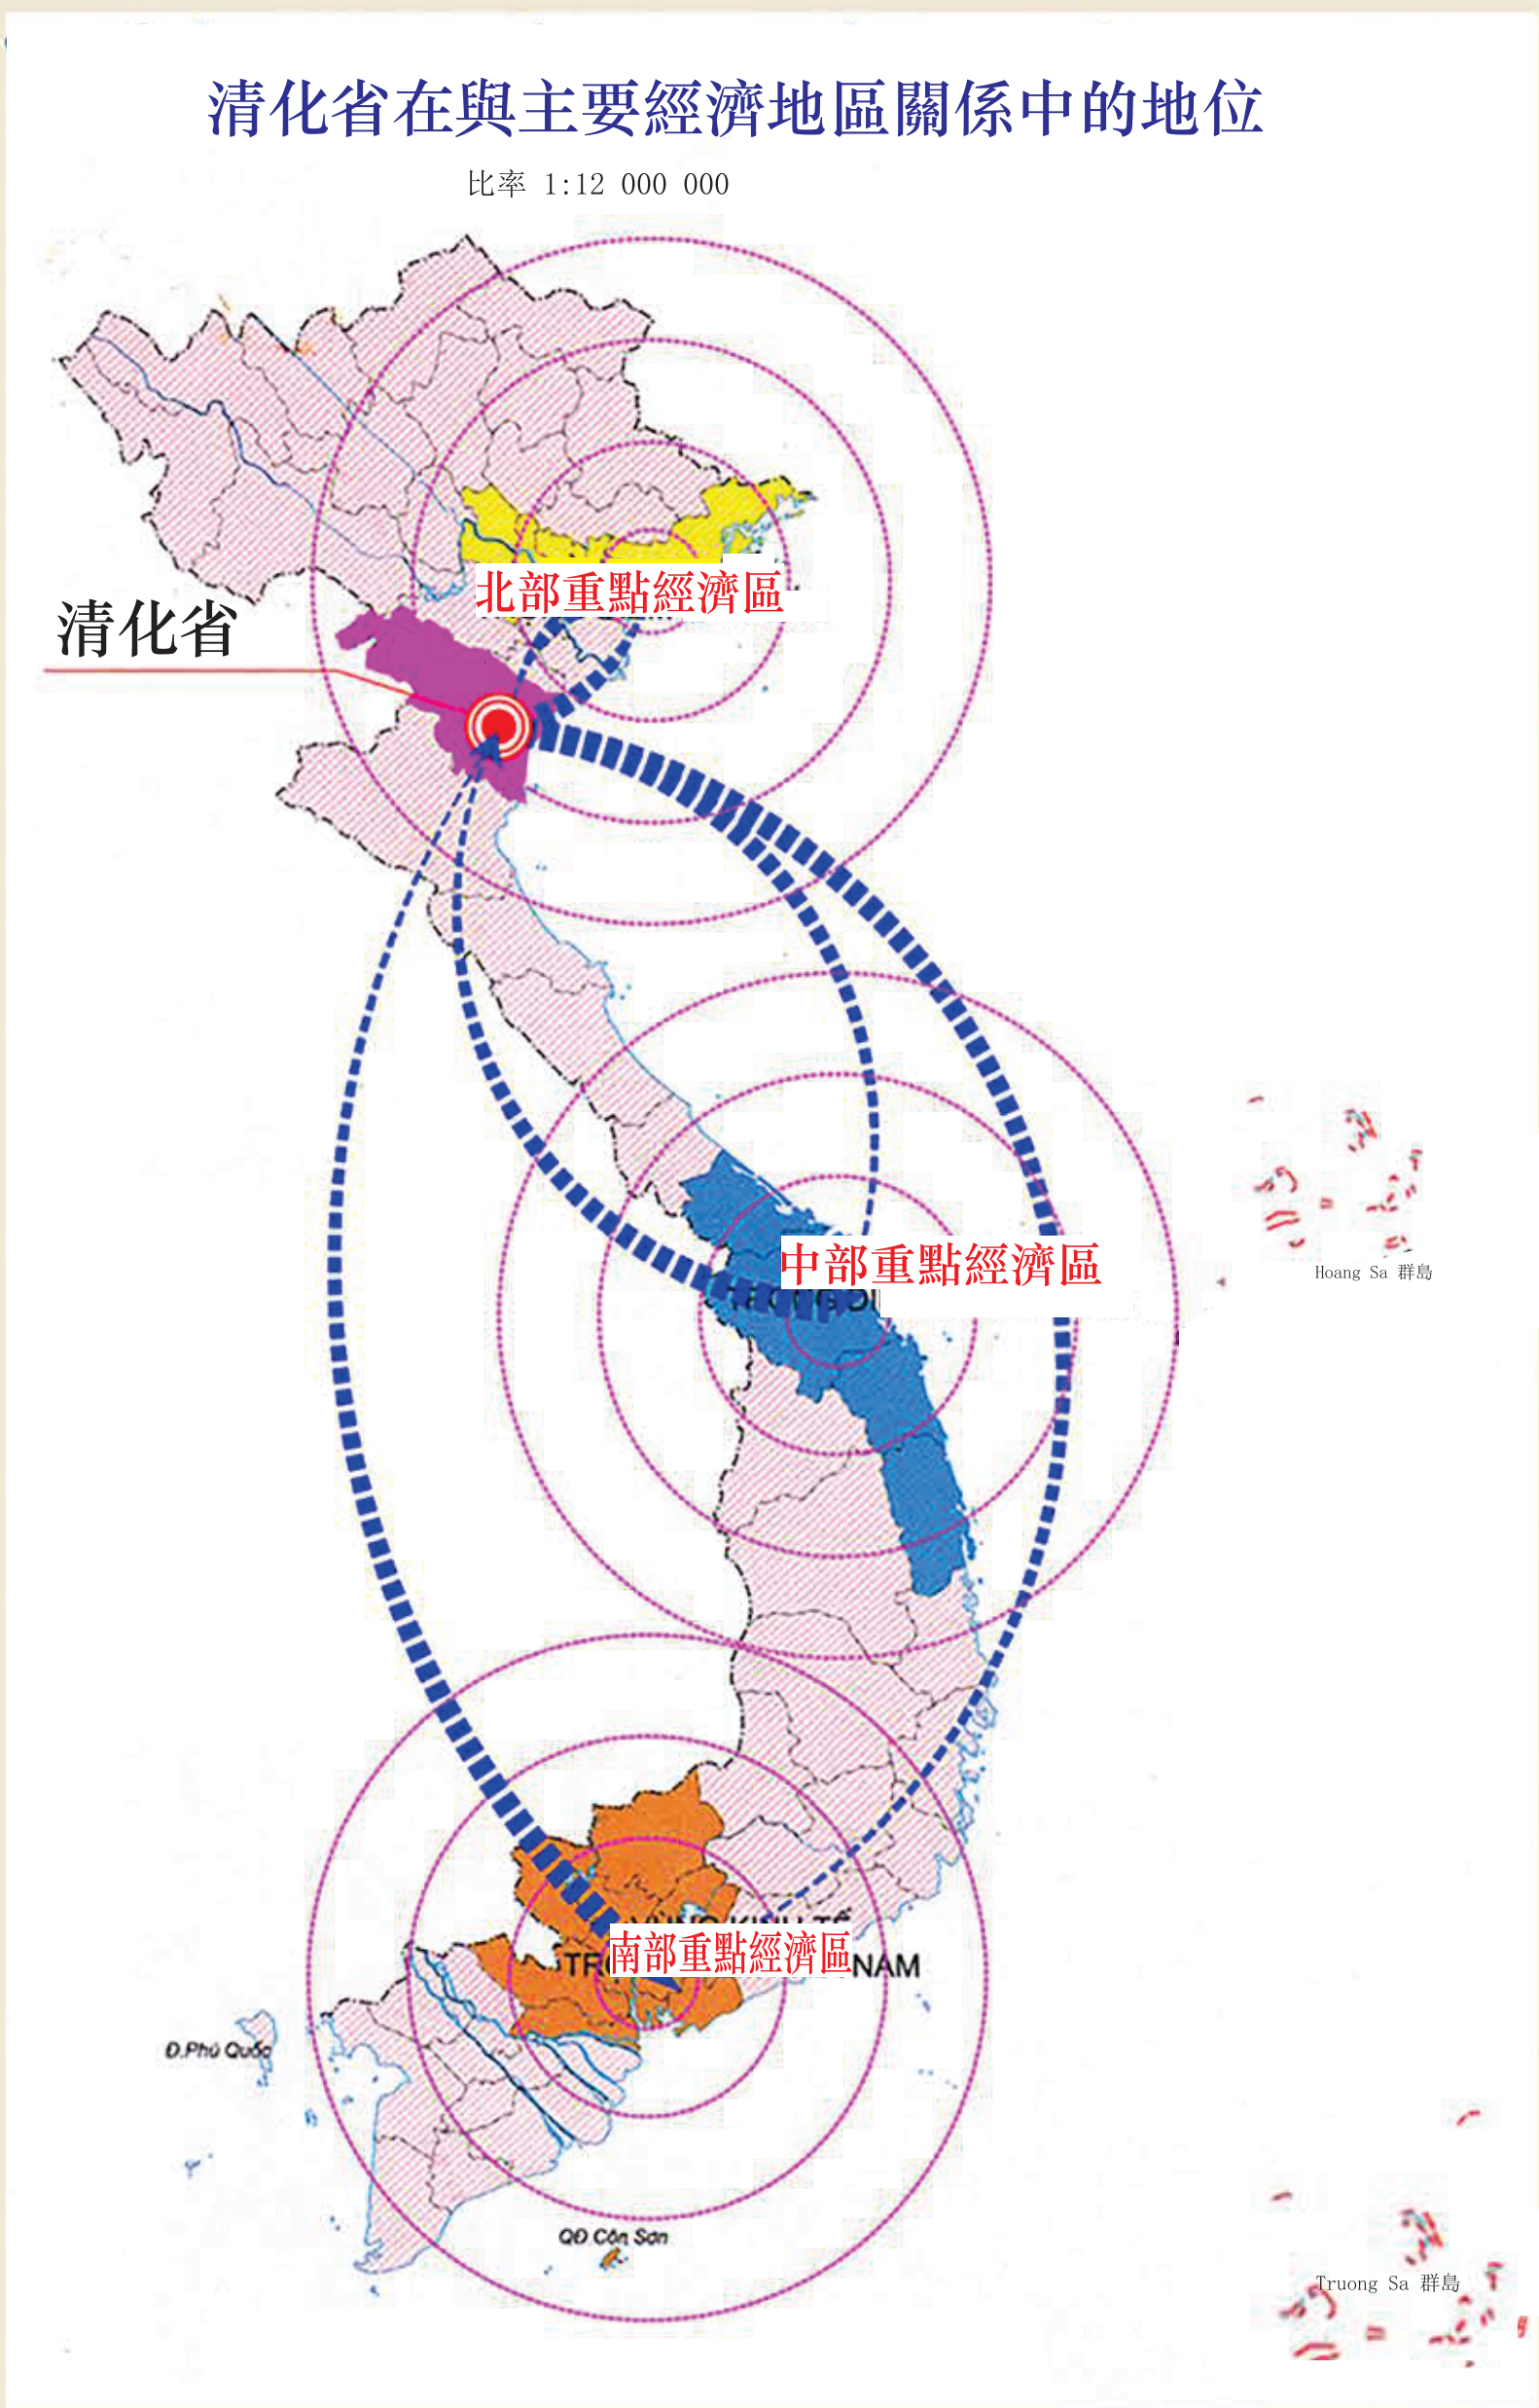 清化省在與主要經濟地區關係中的地位
比率 1:12 000 000
北部重點經濟區
清化省
中部重點經濟區
Hoang Sa 群島
南部重點經濟區
NAM
Đ.Phú Quốc
QĐ.Côn Sơn
Truong Sa 群島